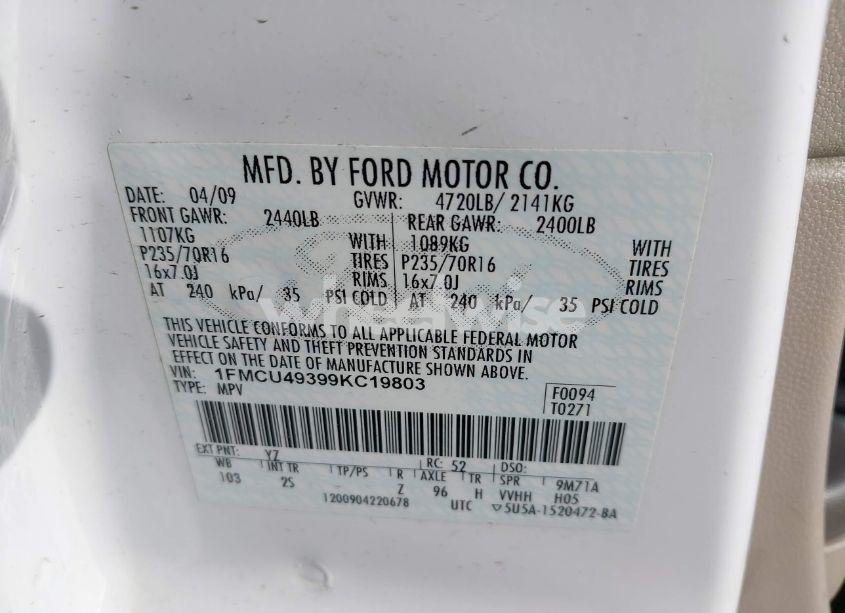 MFD. BY FORD MOTOR CO.
DATE: 04/09 GVWR: 4720LB/ 2141KG
FRONT GAWR: 2440LB REAR GAWR: 2400LB
1107KG WITH 1089KG WITH
P235/70R16 TIRES P235/70R16 TIRES
16x7.0J RIMS 16x7.0J RIMS
AT 240 kPa/ 35 PSI COLD AT 240 kPa/ 35 PSI COLD
wheelwise
THIS VEHICLE CONFORMS TO ALL APPLICABLE FEDERAL MOTOR
VEHICLE SAFETY AND THEFT PREVENTION STANDARDS IN
EFFECT ON THE DATE OF MANUFACTURE SHOWN ABOVE.
VIN: 1FMCU49399KC19803
TYPE: MPV F0094
T0271
EXT PNT: YZ RC: 52 DSO:
WB INT TR TP/PS R AXLE TR SPR 9M71A
103 2S Z 96 H VVHH H05
1200904220678 UTC ▽5U5A-1520472-BA